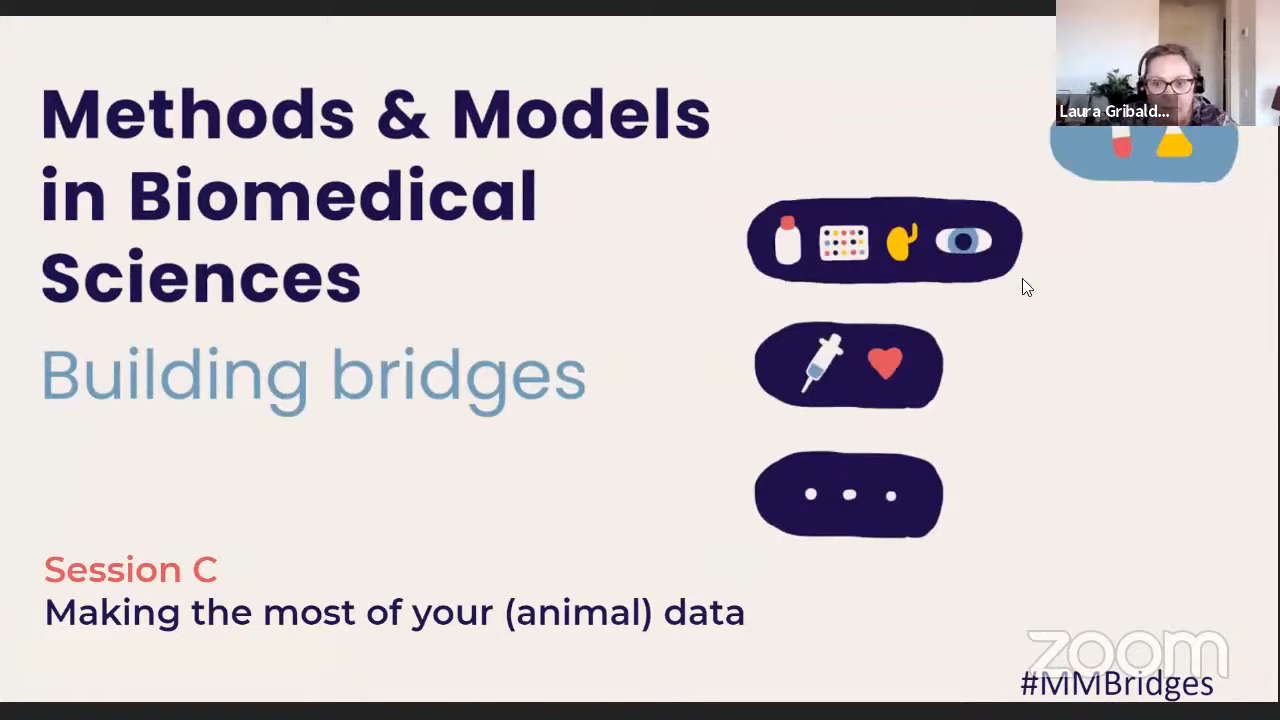 Methods & Models
in Biomedical
Sciences
Building bridges
Session C
Making the most of your (animal) data
Laura Gribald...
zoom
#MMBridges